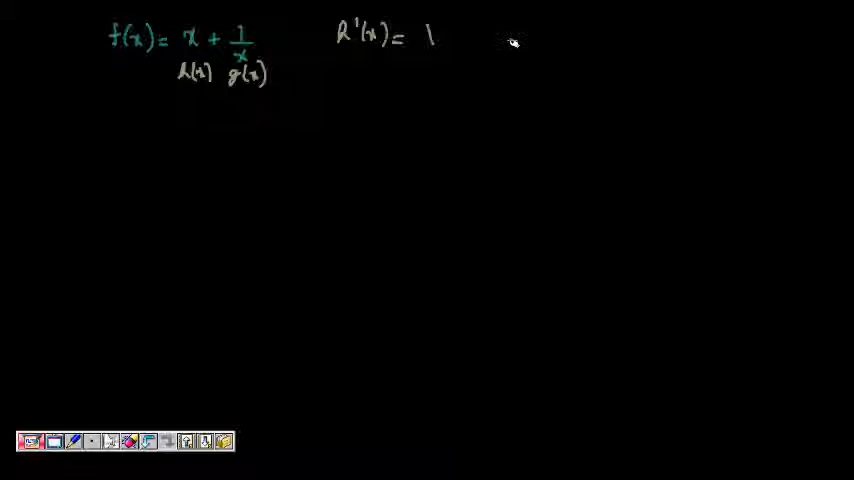 f(x) = x + 1/x h'(x) = 1
h(x) g(x)